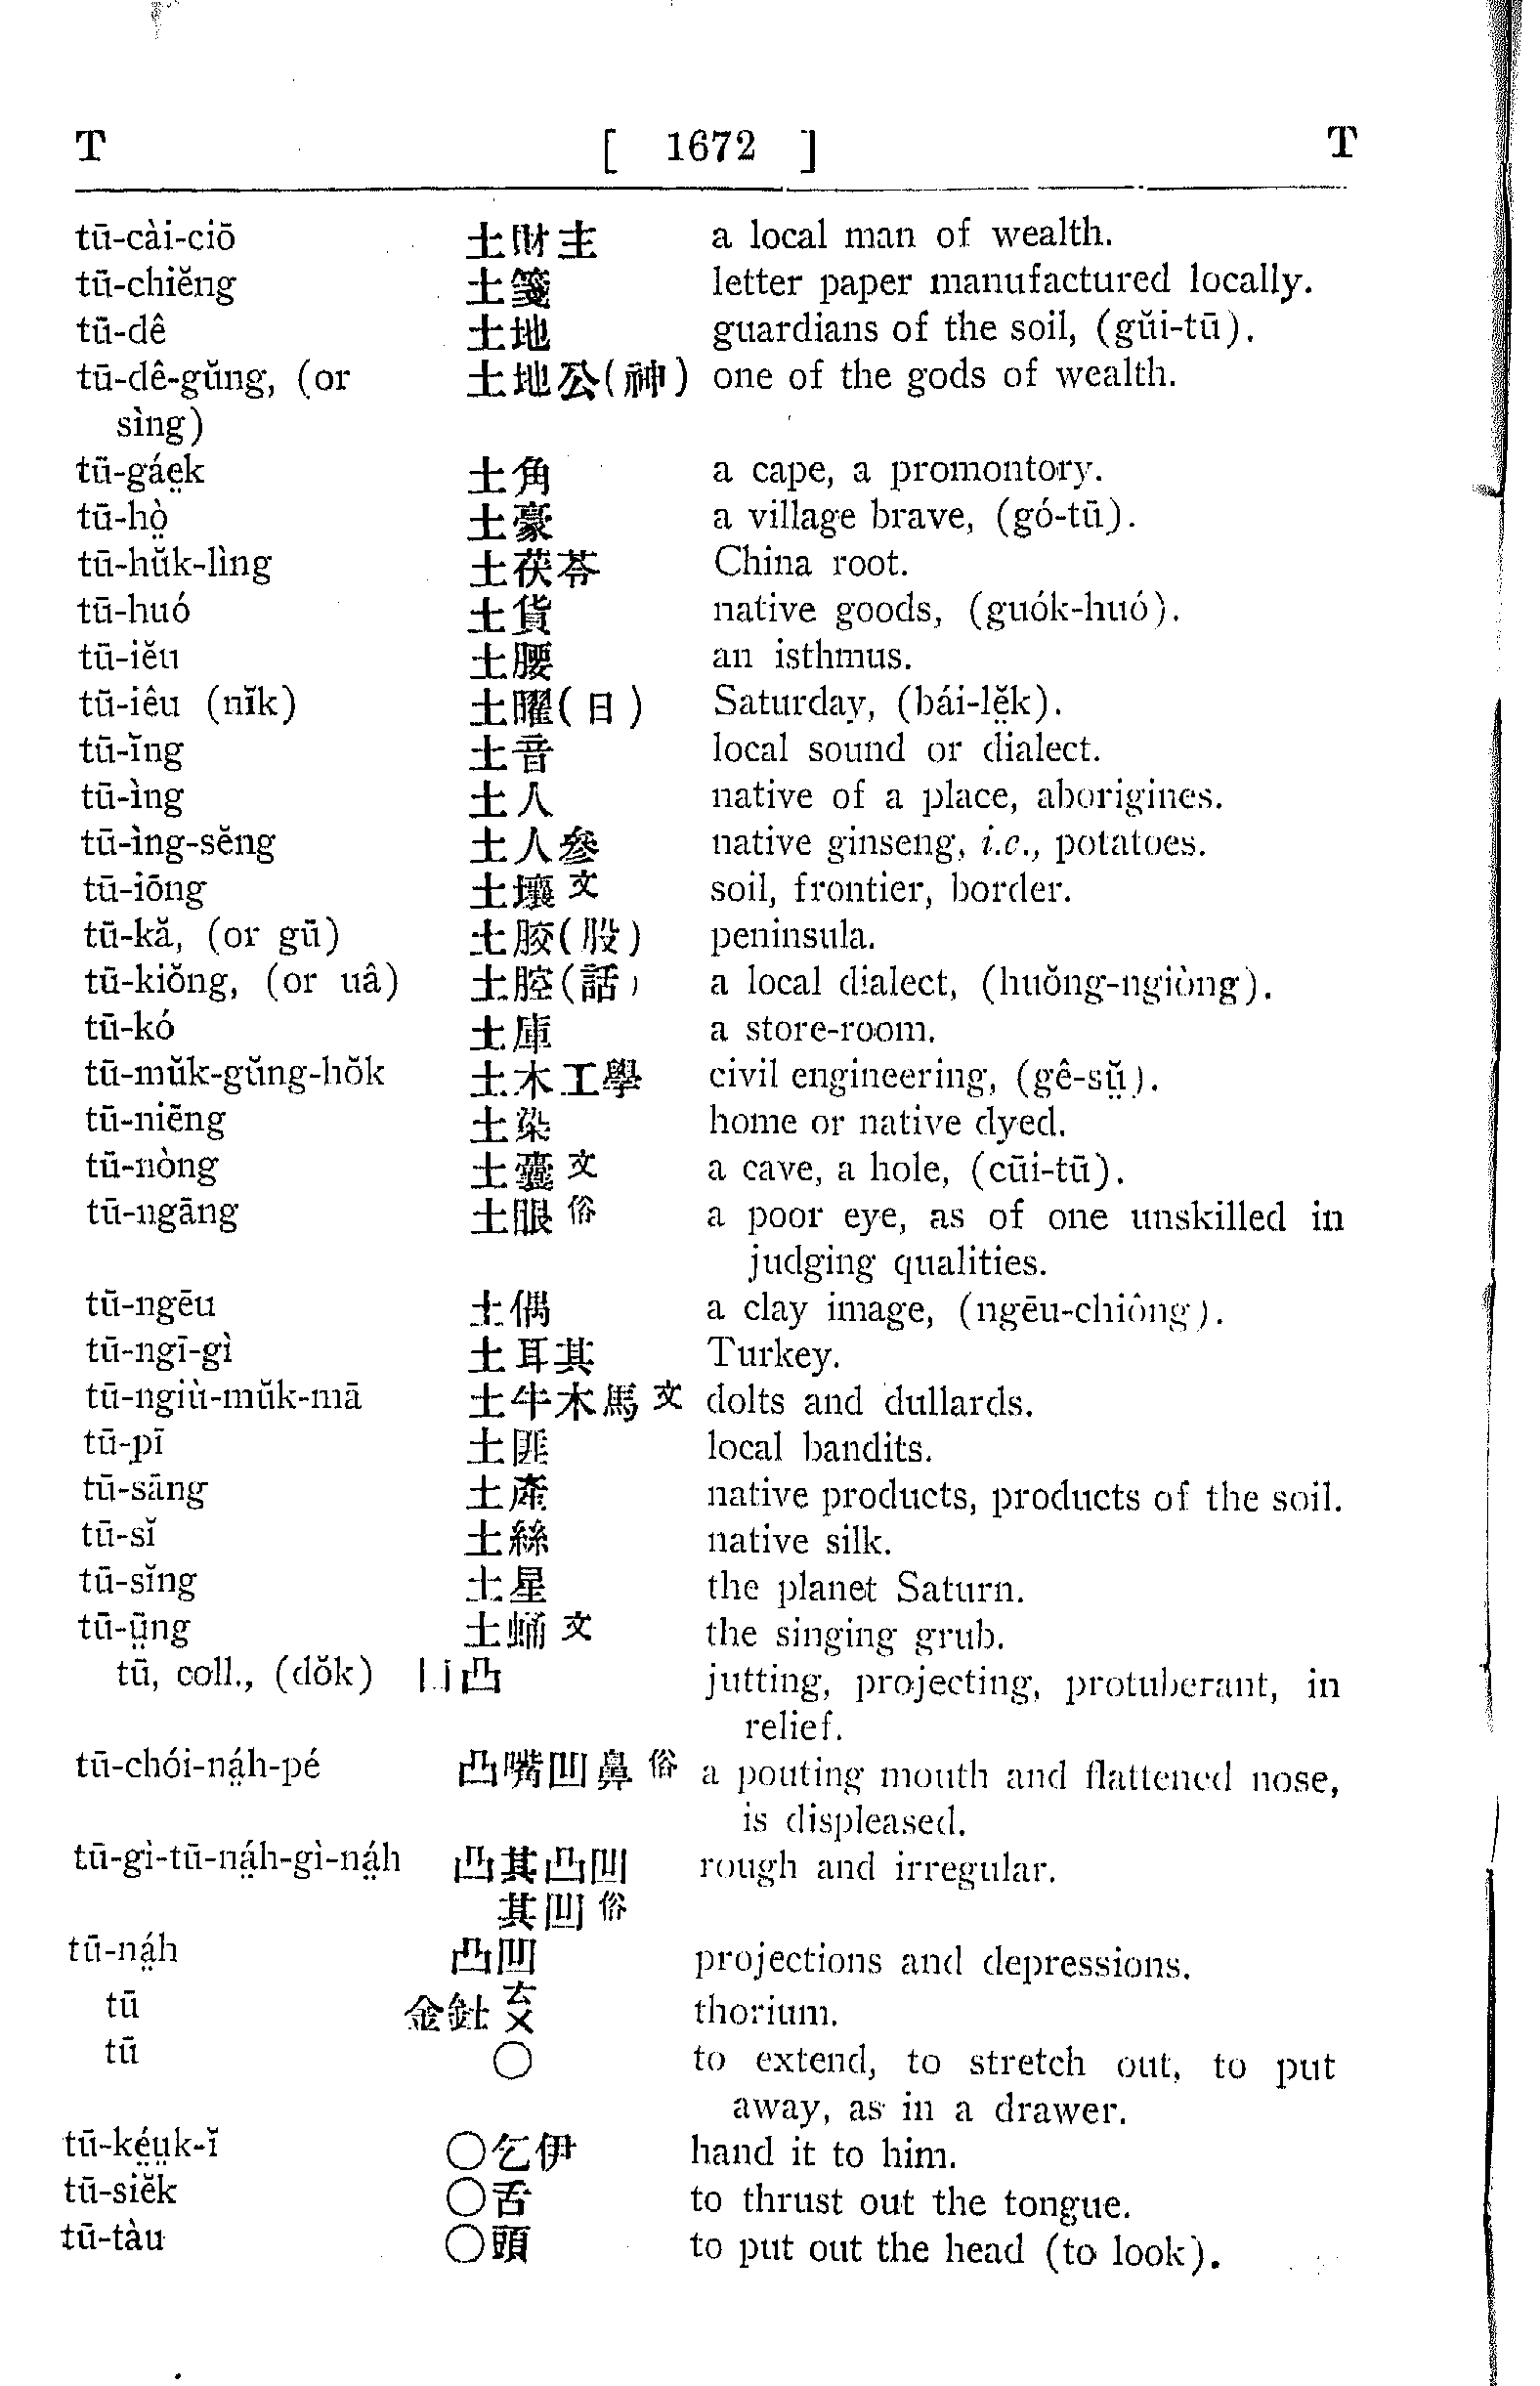 T [ 1672 ] T
tū-cài-ciō 土財主 a local man of wealth.
tū-chiĕng 土箋 letter paper manufactured locally.
tū-dê 土地 guardians of the soil, (gŭi-tū).
tū-dê-gŭng, (or 土地公(神) one of the gods of wealth.
sìng)
tū-gáe̤k 土角 a cape, a promontory.
tū-hò̤ 土豪 a village brave, (gó-tū).
tū-hŭk-lìng 土茯苓 China root.
tū-huó 土貨 native goods, (guók-huó).
tū-iĕu 土腰 an isthmus.
tū-iêu (nĭk) 土曜(日) Saturday, (bái-lĕ̤k).
tū-ĭng 土音 local sound or dialect.
tū-ìng 土人 native of a place, aborigines.
tū-ìng-sĕng 土人參 native ginseng, i.e., potatoes.
tū-iōng 土壤文 soil, frontier, border.
tū-kă, (or gū) 土胶(股) peninsula.
tū-kiŏng, (or uâ) 土腔(話) a local dialect, (huŏng-ngiòng).
tū-kó 土庫 a store-room.
tū-mŭk-gŭng-hŏk 土木工學 civil engineering, (gê-sṳ̆).
tū-niēng 土染 home or native dyed.
tū-nòng 土囊文 a cave, a hole, (cūi-tū).
tū-ngāng 土眼俗 a poor eye, as of one unskilled in
judging qualities.
tū-ngēu 土偶 a clay image, (ngēu-chiông).
tū-ngī-gì 土耳其 Turkey.
tū-ngiù-mŭk-mā 土牛木馬文 dolts and dullards.
tū-pī 土匪 local bandits.
tū-sāng 土產 native products, products of the soil.
tū-sĭ 土絲 native silk.
tū-sĭng 土星 the planet Saturn.
tū-ṳ̄ng 土蛹文 the singing grub.
tū, coll., (dŏk) 凵凸 jutting, projecting, protuberant, in
relief.
tū-chói-ná̤h-pé 凸嘴凹鼻俗 a pouting mouth and flattened nose,
is displeased.
tū-gì-tū-ná̤h-gì-ná̤h 凸其凸凹 rough and irregular.
其凹俗
tū-ná̤h 凸凹 projections and depressions.
tū 金釷ㄊㄨ thorium.
tū ○ to extend, to stretch out, to put
away, as in a drawer.
tū-ké̤ṳk-ĭ ○乞伊 hand it to him.
tū-siĕk ○舌 to thrust out the tongue.
tū-tàu ○頭 to put out the head (to look).